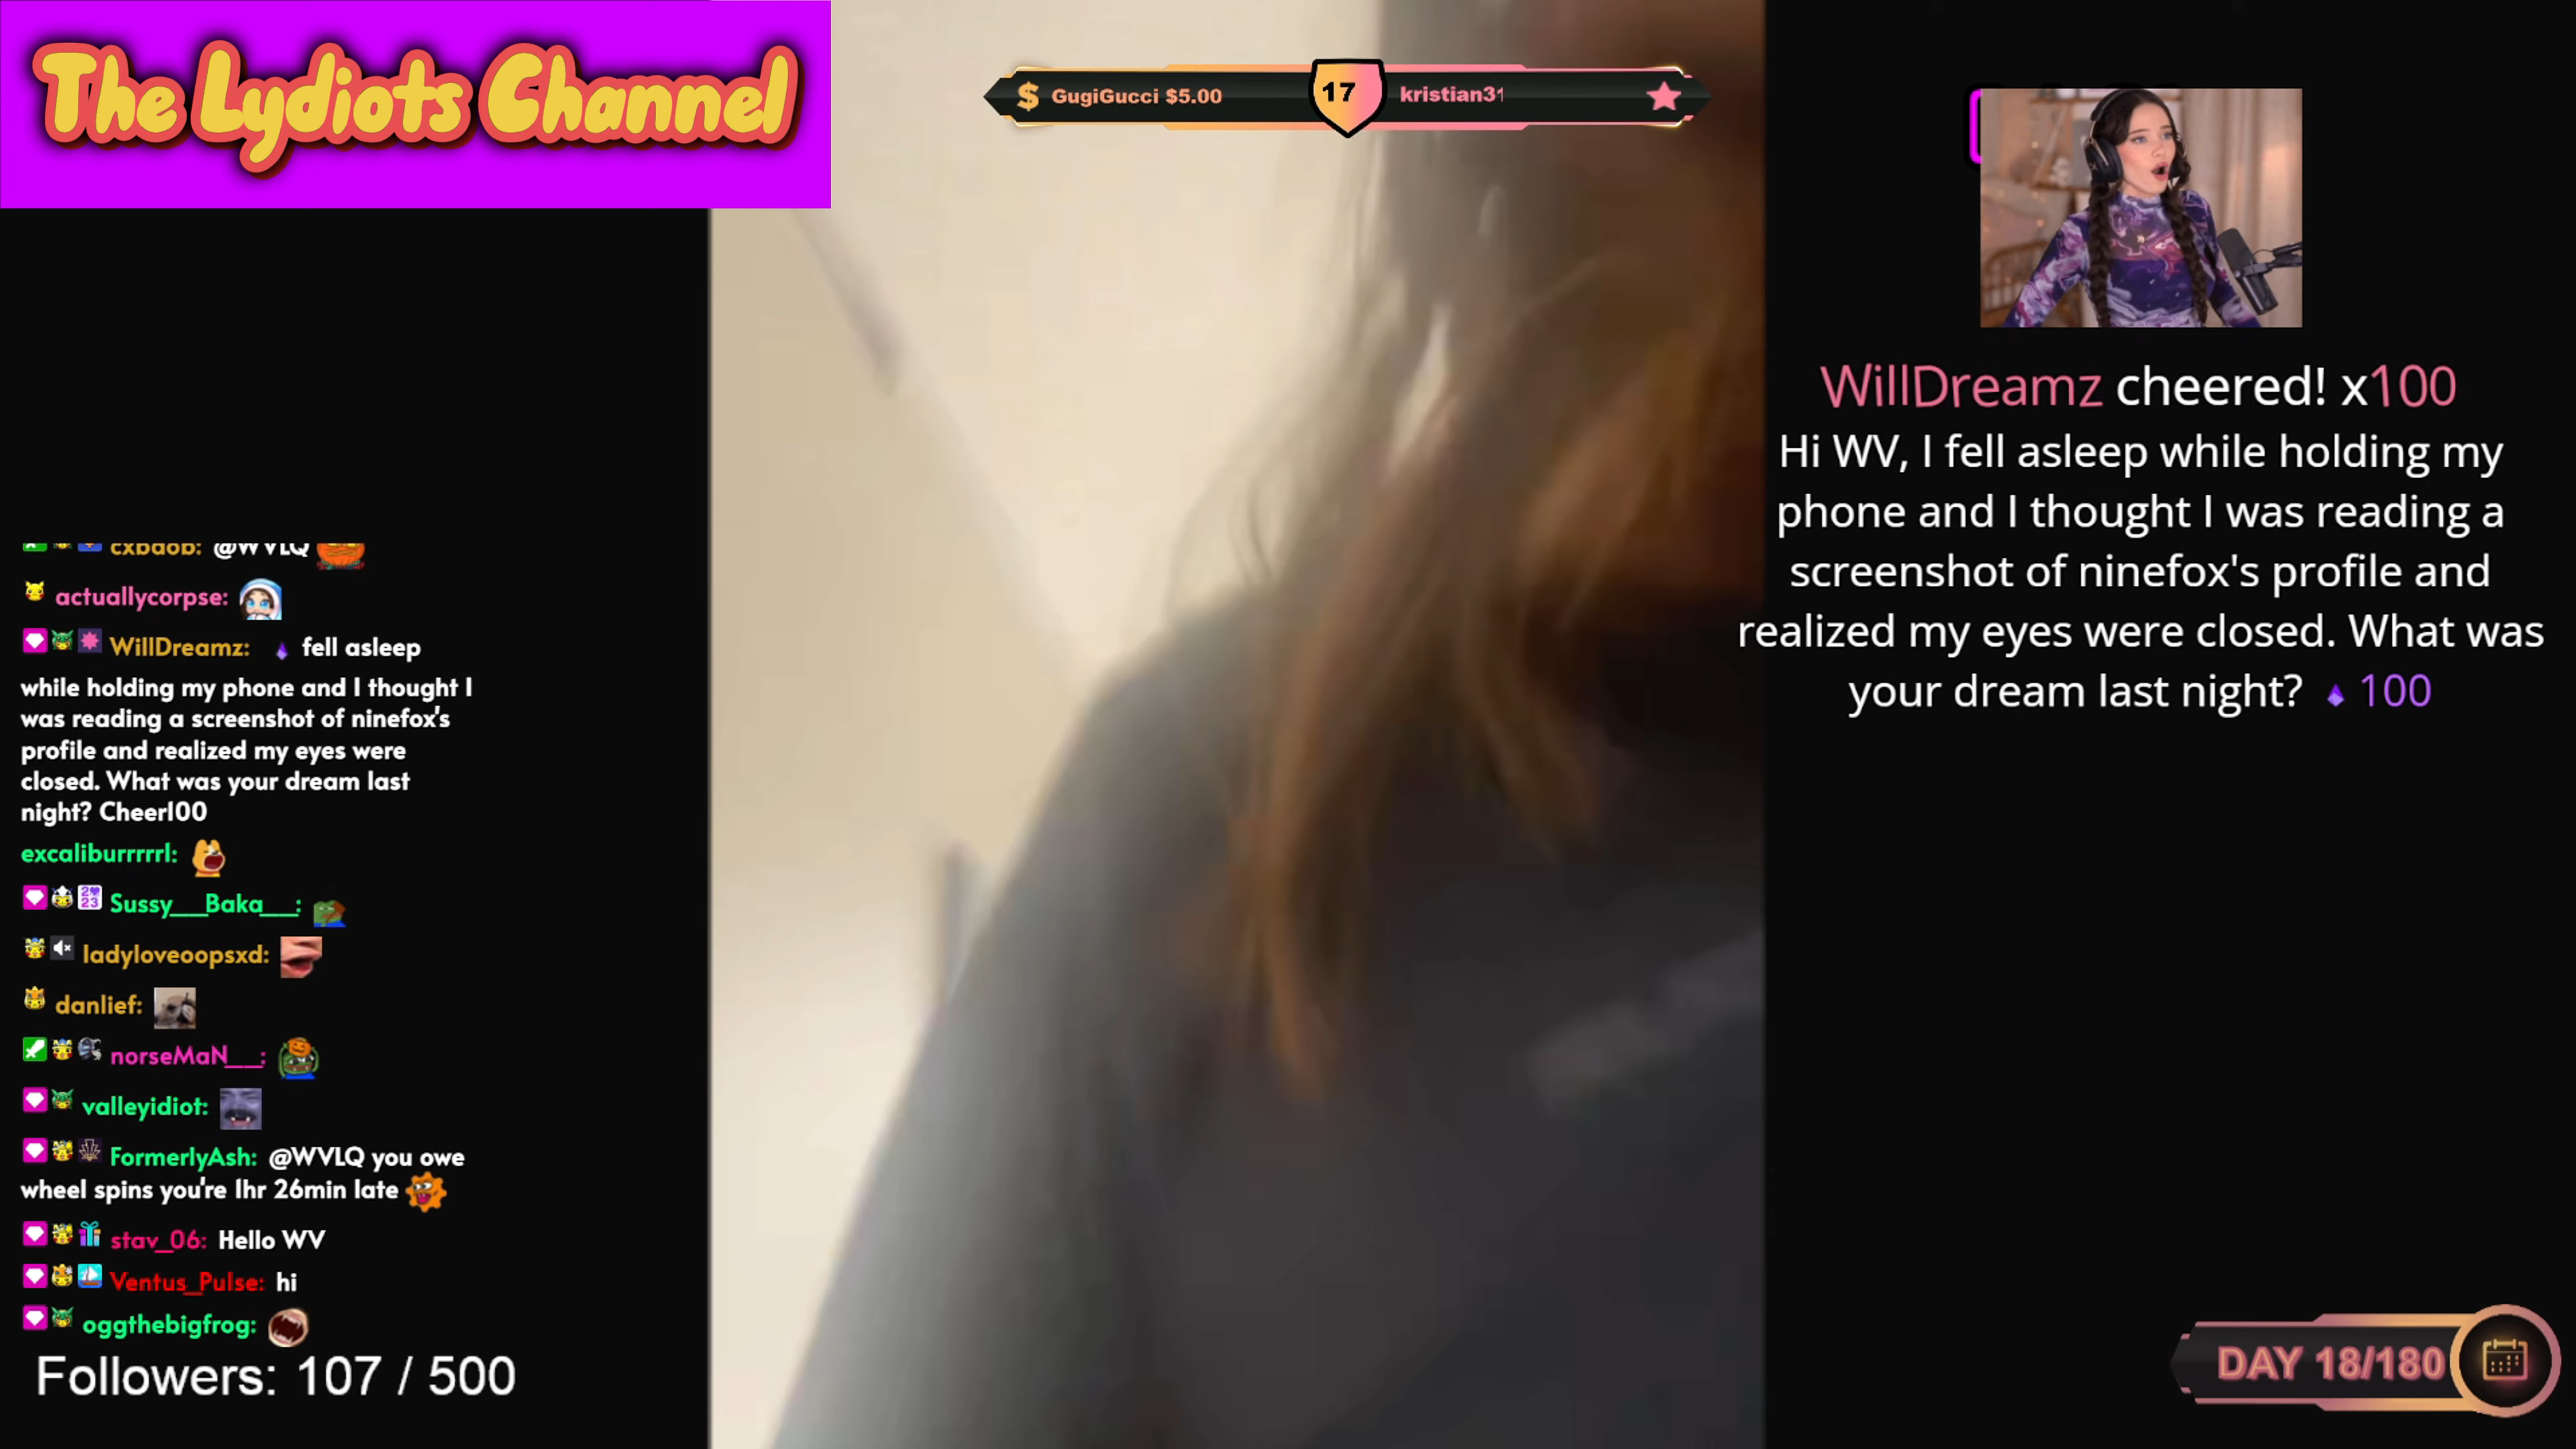 The Lydiots Channel
$ GugiGucci $5.00
17
kristian31
WillDreamz cheered! x100
Hi WV, I fell asleep while holding my
phone and I thought I was reading a
screenshot of ninefox's profile and
realized my eyes were closed. What was
your dream last night? 100
cxbaob: @WVLQ
actuallycorpse:
WillDreamz: fell asleep
while holding my phone and I thought I
was reading a screenshot of ninefox's
profile and realized my eyes were
closed. What was your dream last
night? Cheer100
excaliburrrrrl:
Sussy__Baka__:
ladyloveoopsxd:
danlief:
norseMaN__:
valleyidiot:
FormerlyAsh: @WVLQ you owe
wheel spins you're 1hr 26min late
stav_06: Hello WV
Ventus_Pulse: hi
oggthebigfrog:
Followers: 107 / 500
DAY 18/180